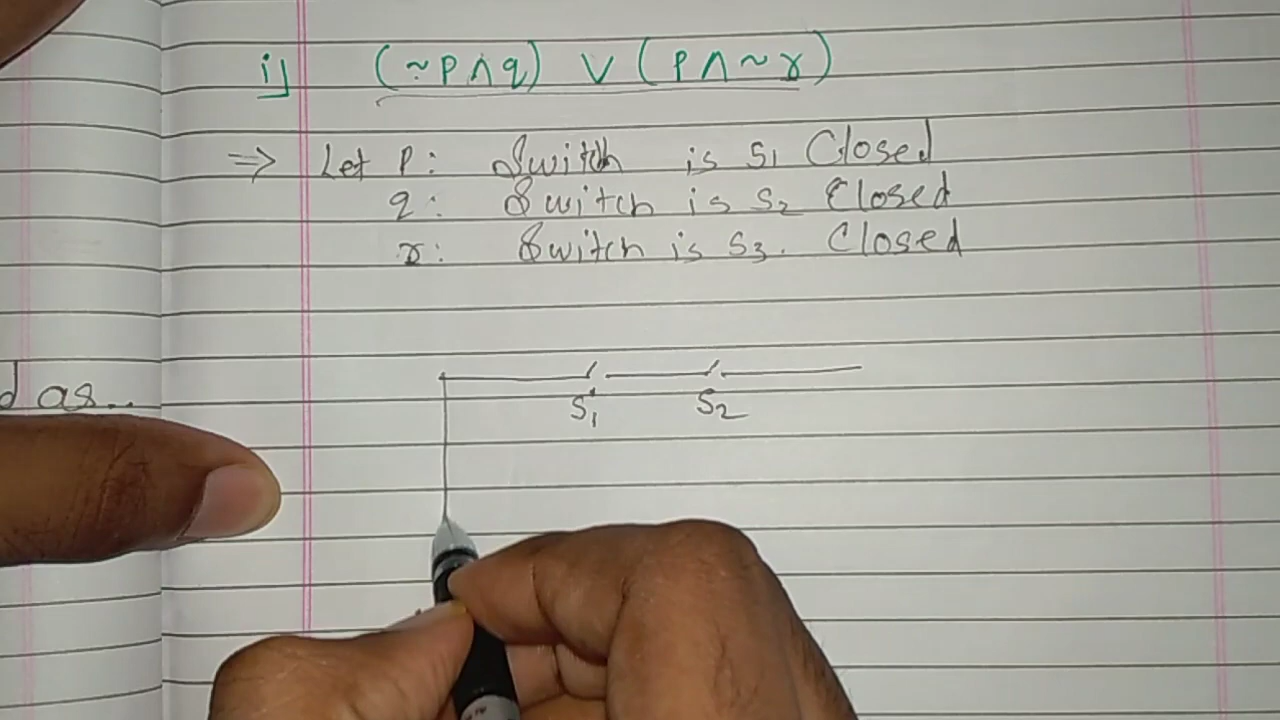 i] (~p∧q) ∨ (p∧~r)
=> Let p: Switch is S1 Closed
q: Switch is S2 Closed
r: Switch is S3. Closed
d as..
S1' S2